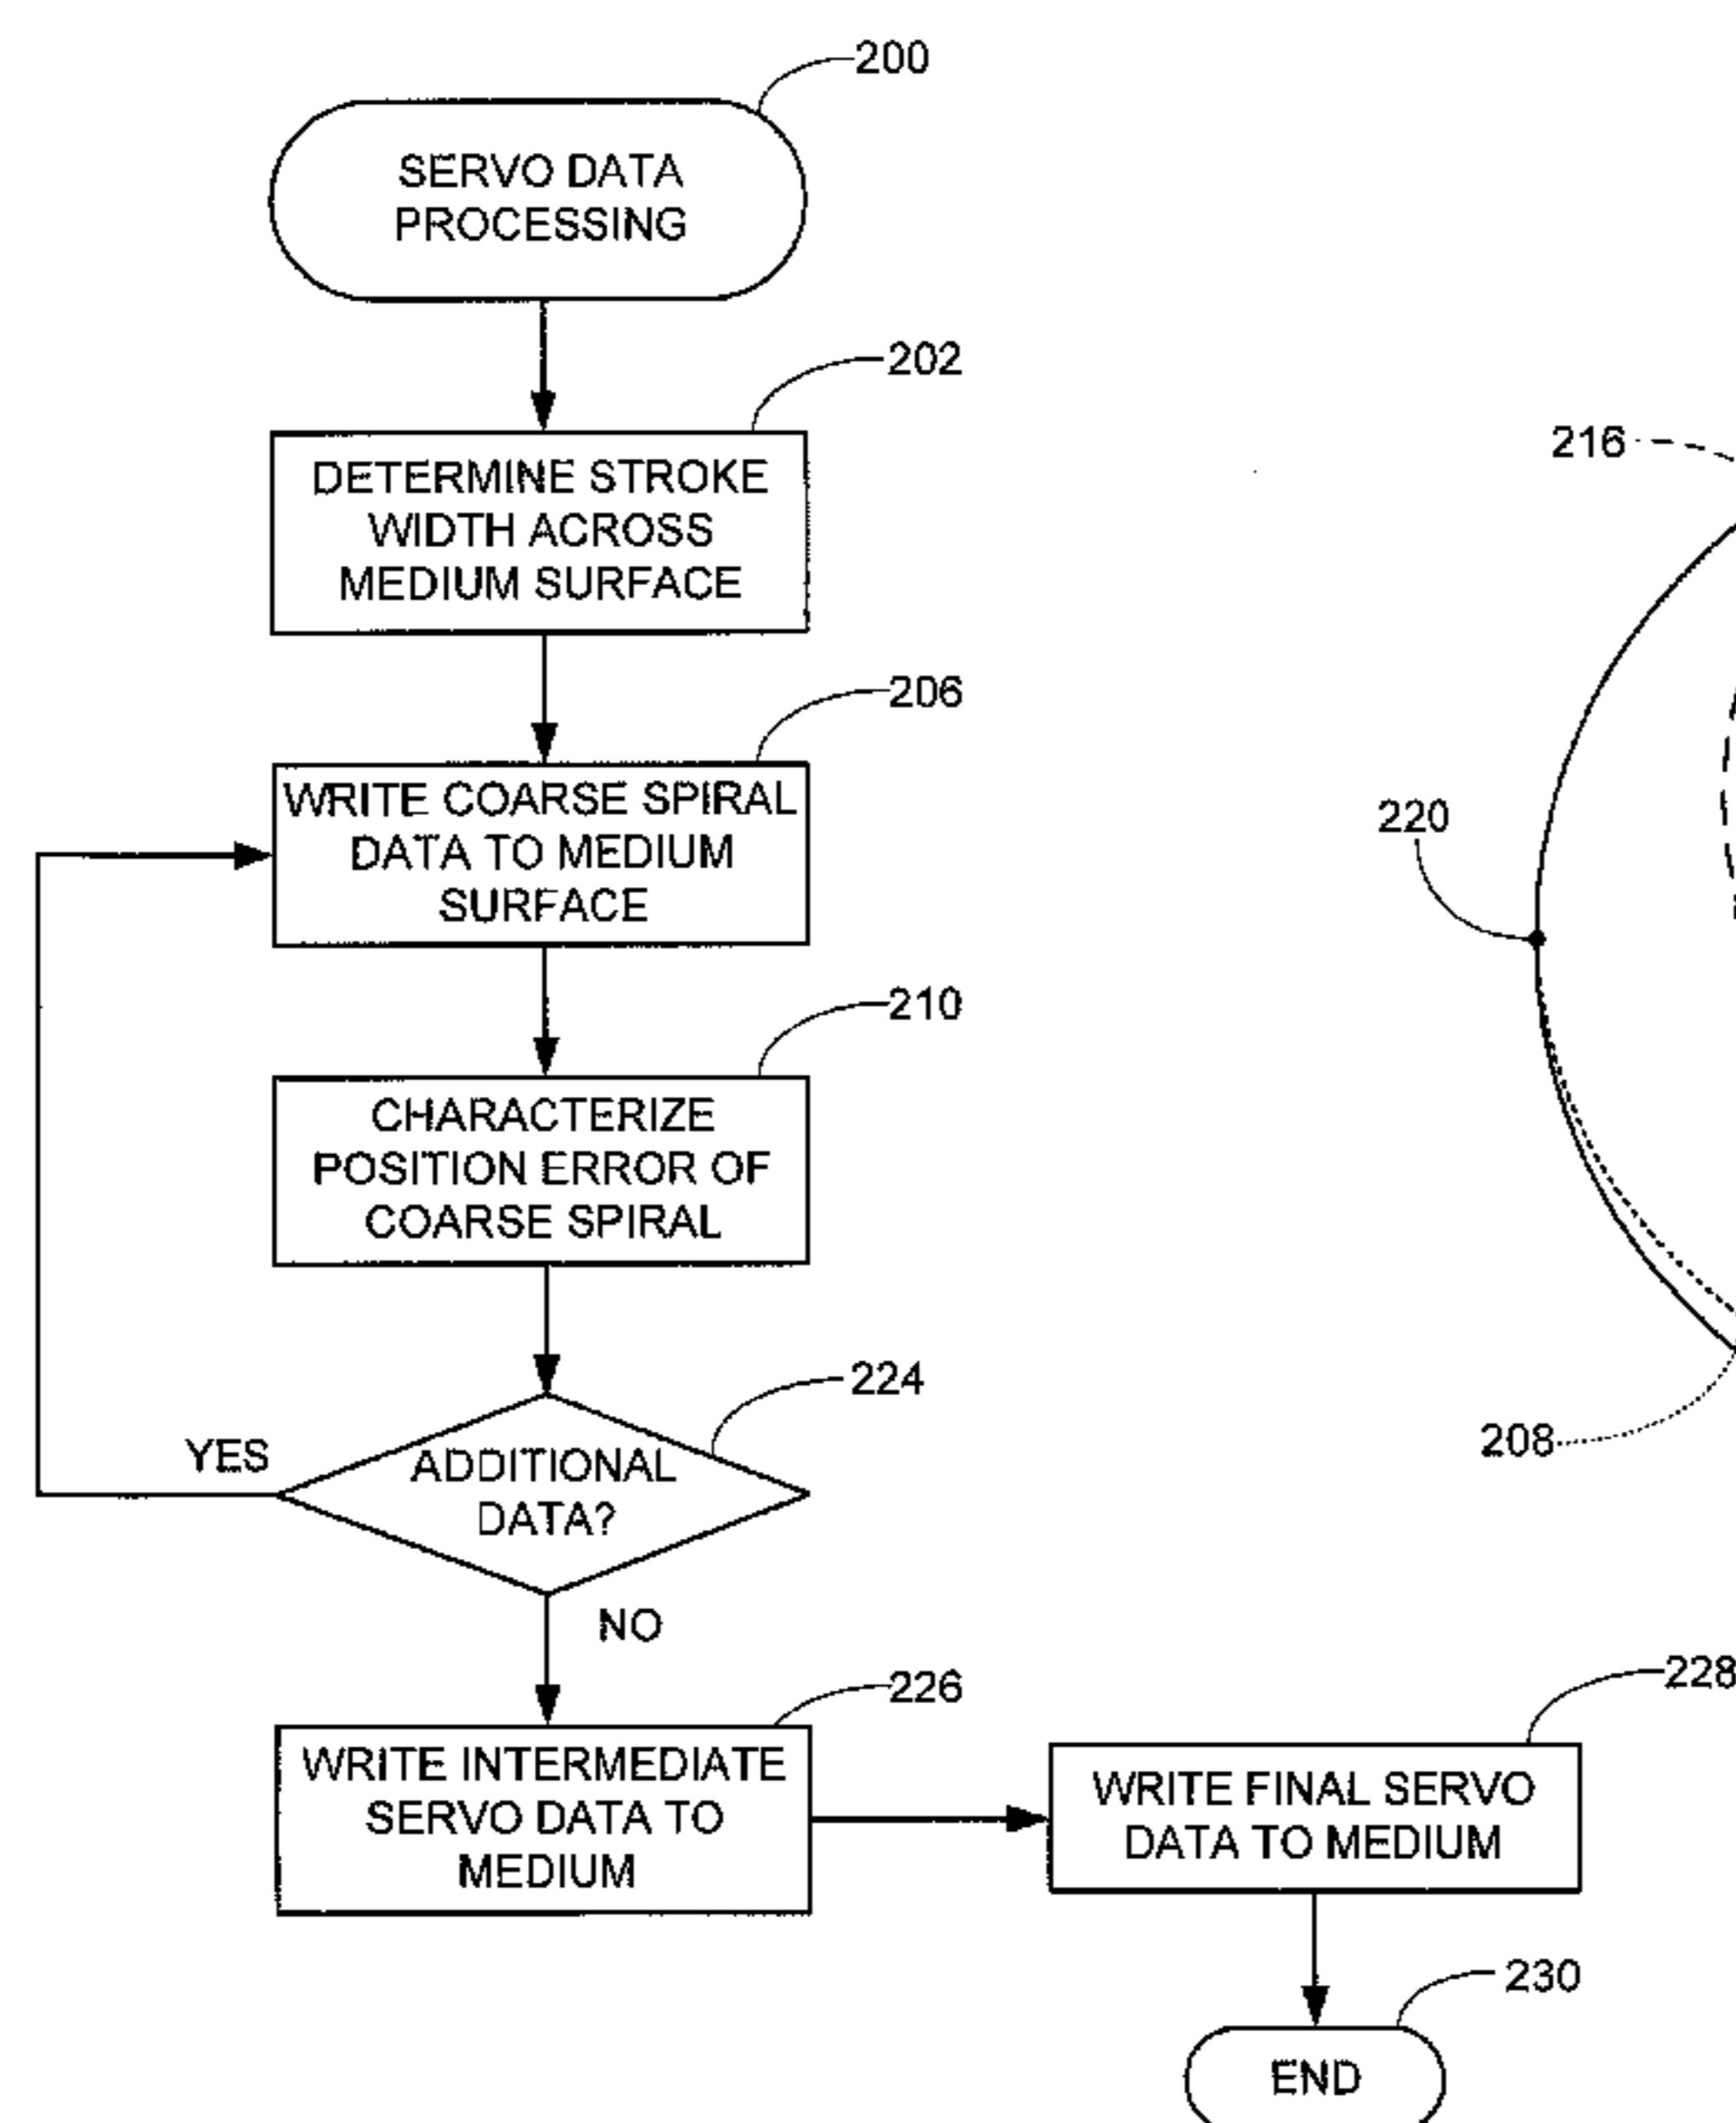 200
SERVO DATA
PROCESSING
202
DETERMINE STROKE
WIDTH ACROSS
MEDIUM SURFACE
206
WRITE COARSE SPIRAL
DATA TO MEDIUM
SURFACE
210
CHARACTERIZE
POSITION ERROR OF
COARSE SPIRAL
224
YES
ADDITIONAL
DATA?
NO
226
WRITE INTERMEDIATE
SERVO DATA TO
MEDIUM
228
WRITE FINAL SERVO
DATA TO MEDIUM
230
END
216
220
208